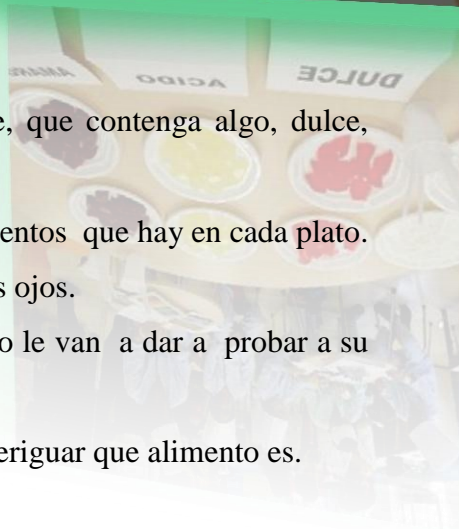 AMARGO
ACIDO
DULCE
e, que contenga algo, dulce,
entos que hay en cada plato.
s ojos.
o le van a dar a probar a su
eriguar que alimento es.